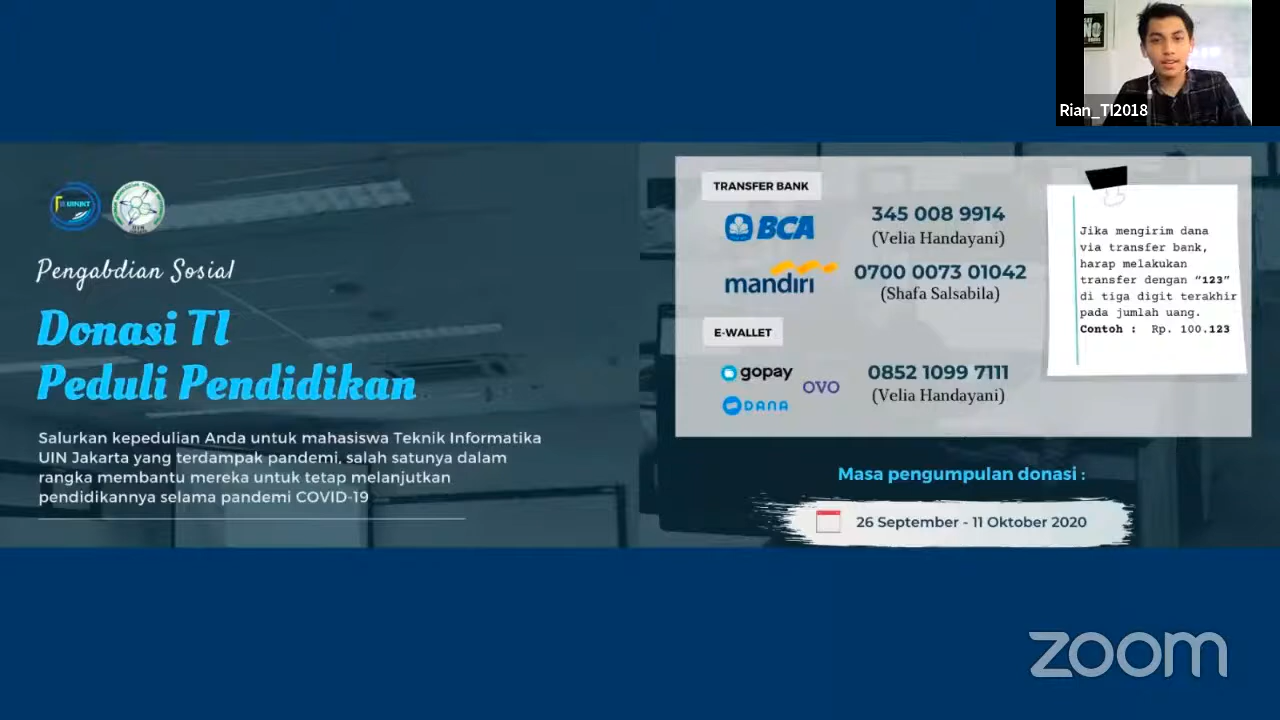 Rian_TI2018
Pengabdian Sosial
Donasi TI
Peduli Pendidikan
Salurkan kepedulian Anda untuk mahasiswa Teknik Informatika
UIN Jakarta yang terdampak pandemi, salah satunya dalam
rangka membantu mereka untuk tetap melanjutkan
pendidikannya selama pandemi COVID-19
TRANSFER BANK
BCA
345 008 9914
(Velia Handayani)
mandiri
0700 0073 01042
(Shafa Salsabila)
E-WALLET
gopay
OVO
DANA
0852 1099 7111
(Velia Handayani)
Jika mengirim dana
via transfer bank,
harap melakukan
transfer dengan “123”
di tiga digit terakhir
pada jumlah uang.
Contoh : Rp. 100.123
Masa pengumpulan donasi :
26 September - 11 Oktober 2020
zoom